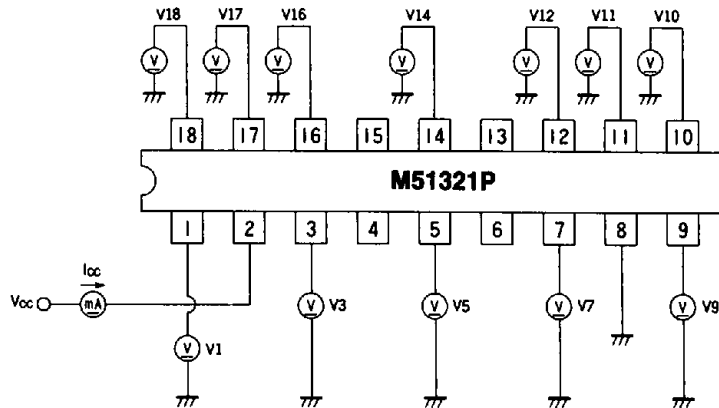 V18 V17 V16 V14 V12 V11 V10
V V V V V V V
18 17 16 15 14 13 12 11 10
M51321P
1 2 3 4 5 6 7 8 9
Icc
Vcc mA V V3 V V5 V V7 V V9
V V1